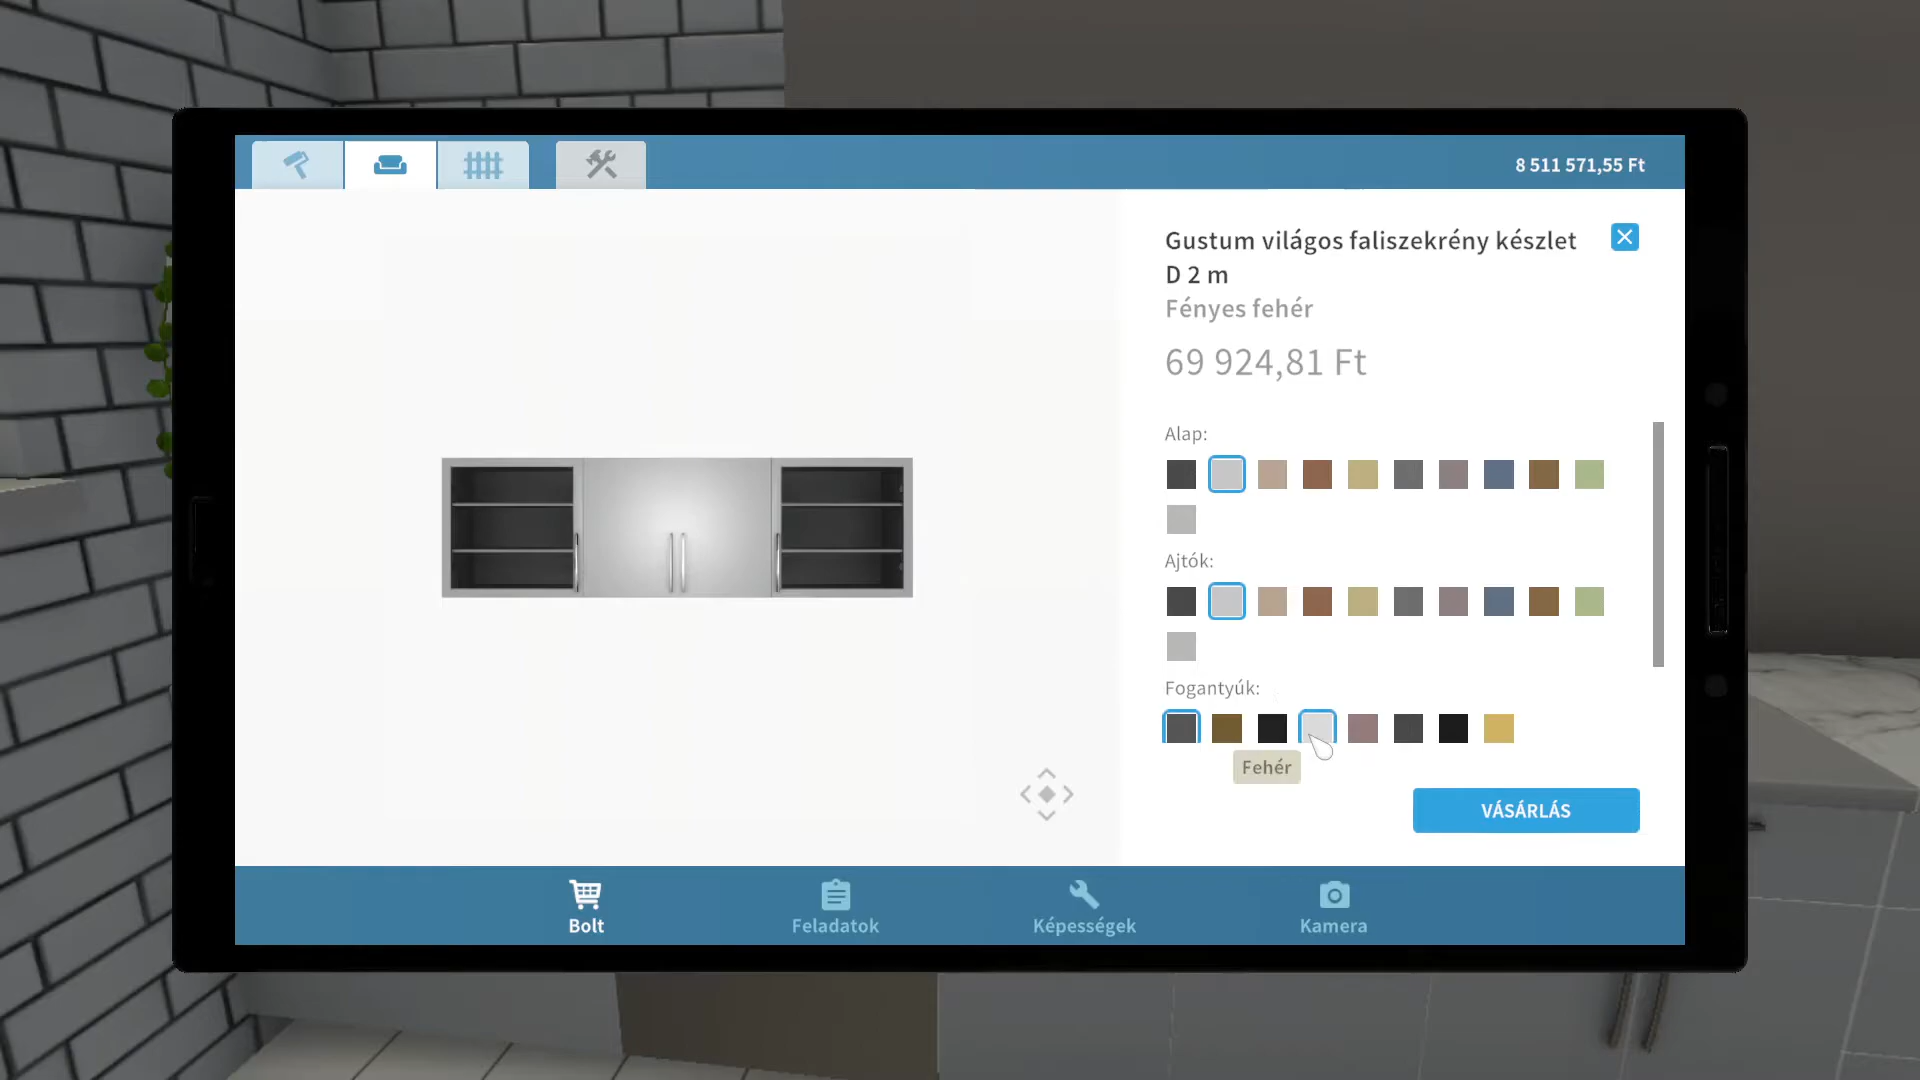 8 511 571,55 Ft
Gustum világos faliszekrény készlet
D 2 m
Fényes fehér
69 924,81 Ft
Alap:
Ajtók:
Fogantyúk:
Fehér
VÁSÁRLÁS
Bolt
Feladatok
Képességek
Kamera